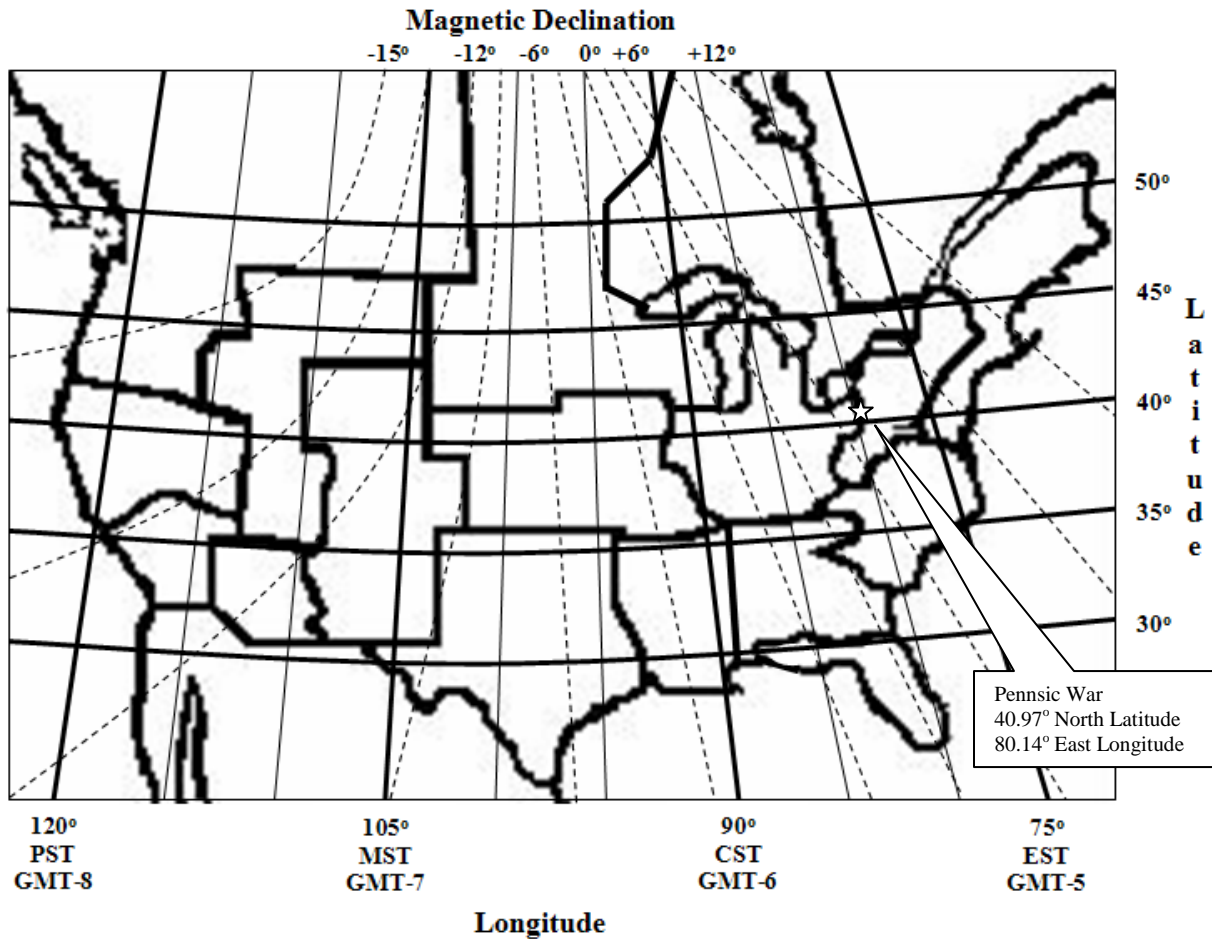 Magnetic Declination
-15° -12° -6° 0° +6° +12°
50°
45°
40°
35°
30°
Latitude
Pennsic War
40.97° North Latitude
80.14° East Longitude
120° 105° 90° 75°
PST MST CST EST
GMT-8 GMT-7 GMT-6 GMT-5
Longitude